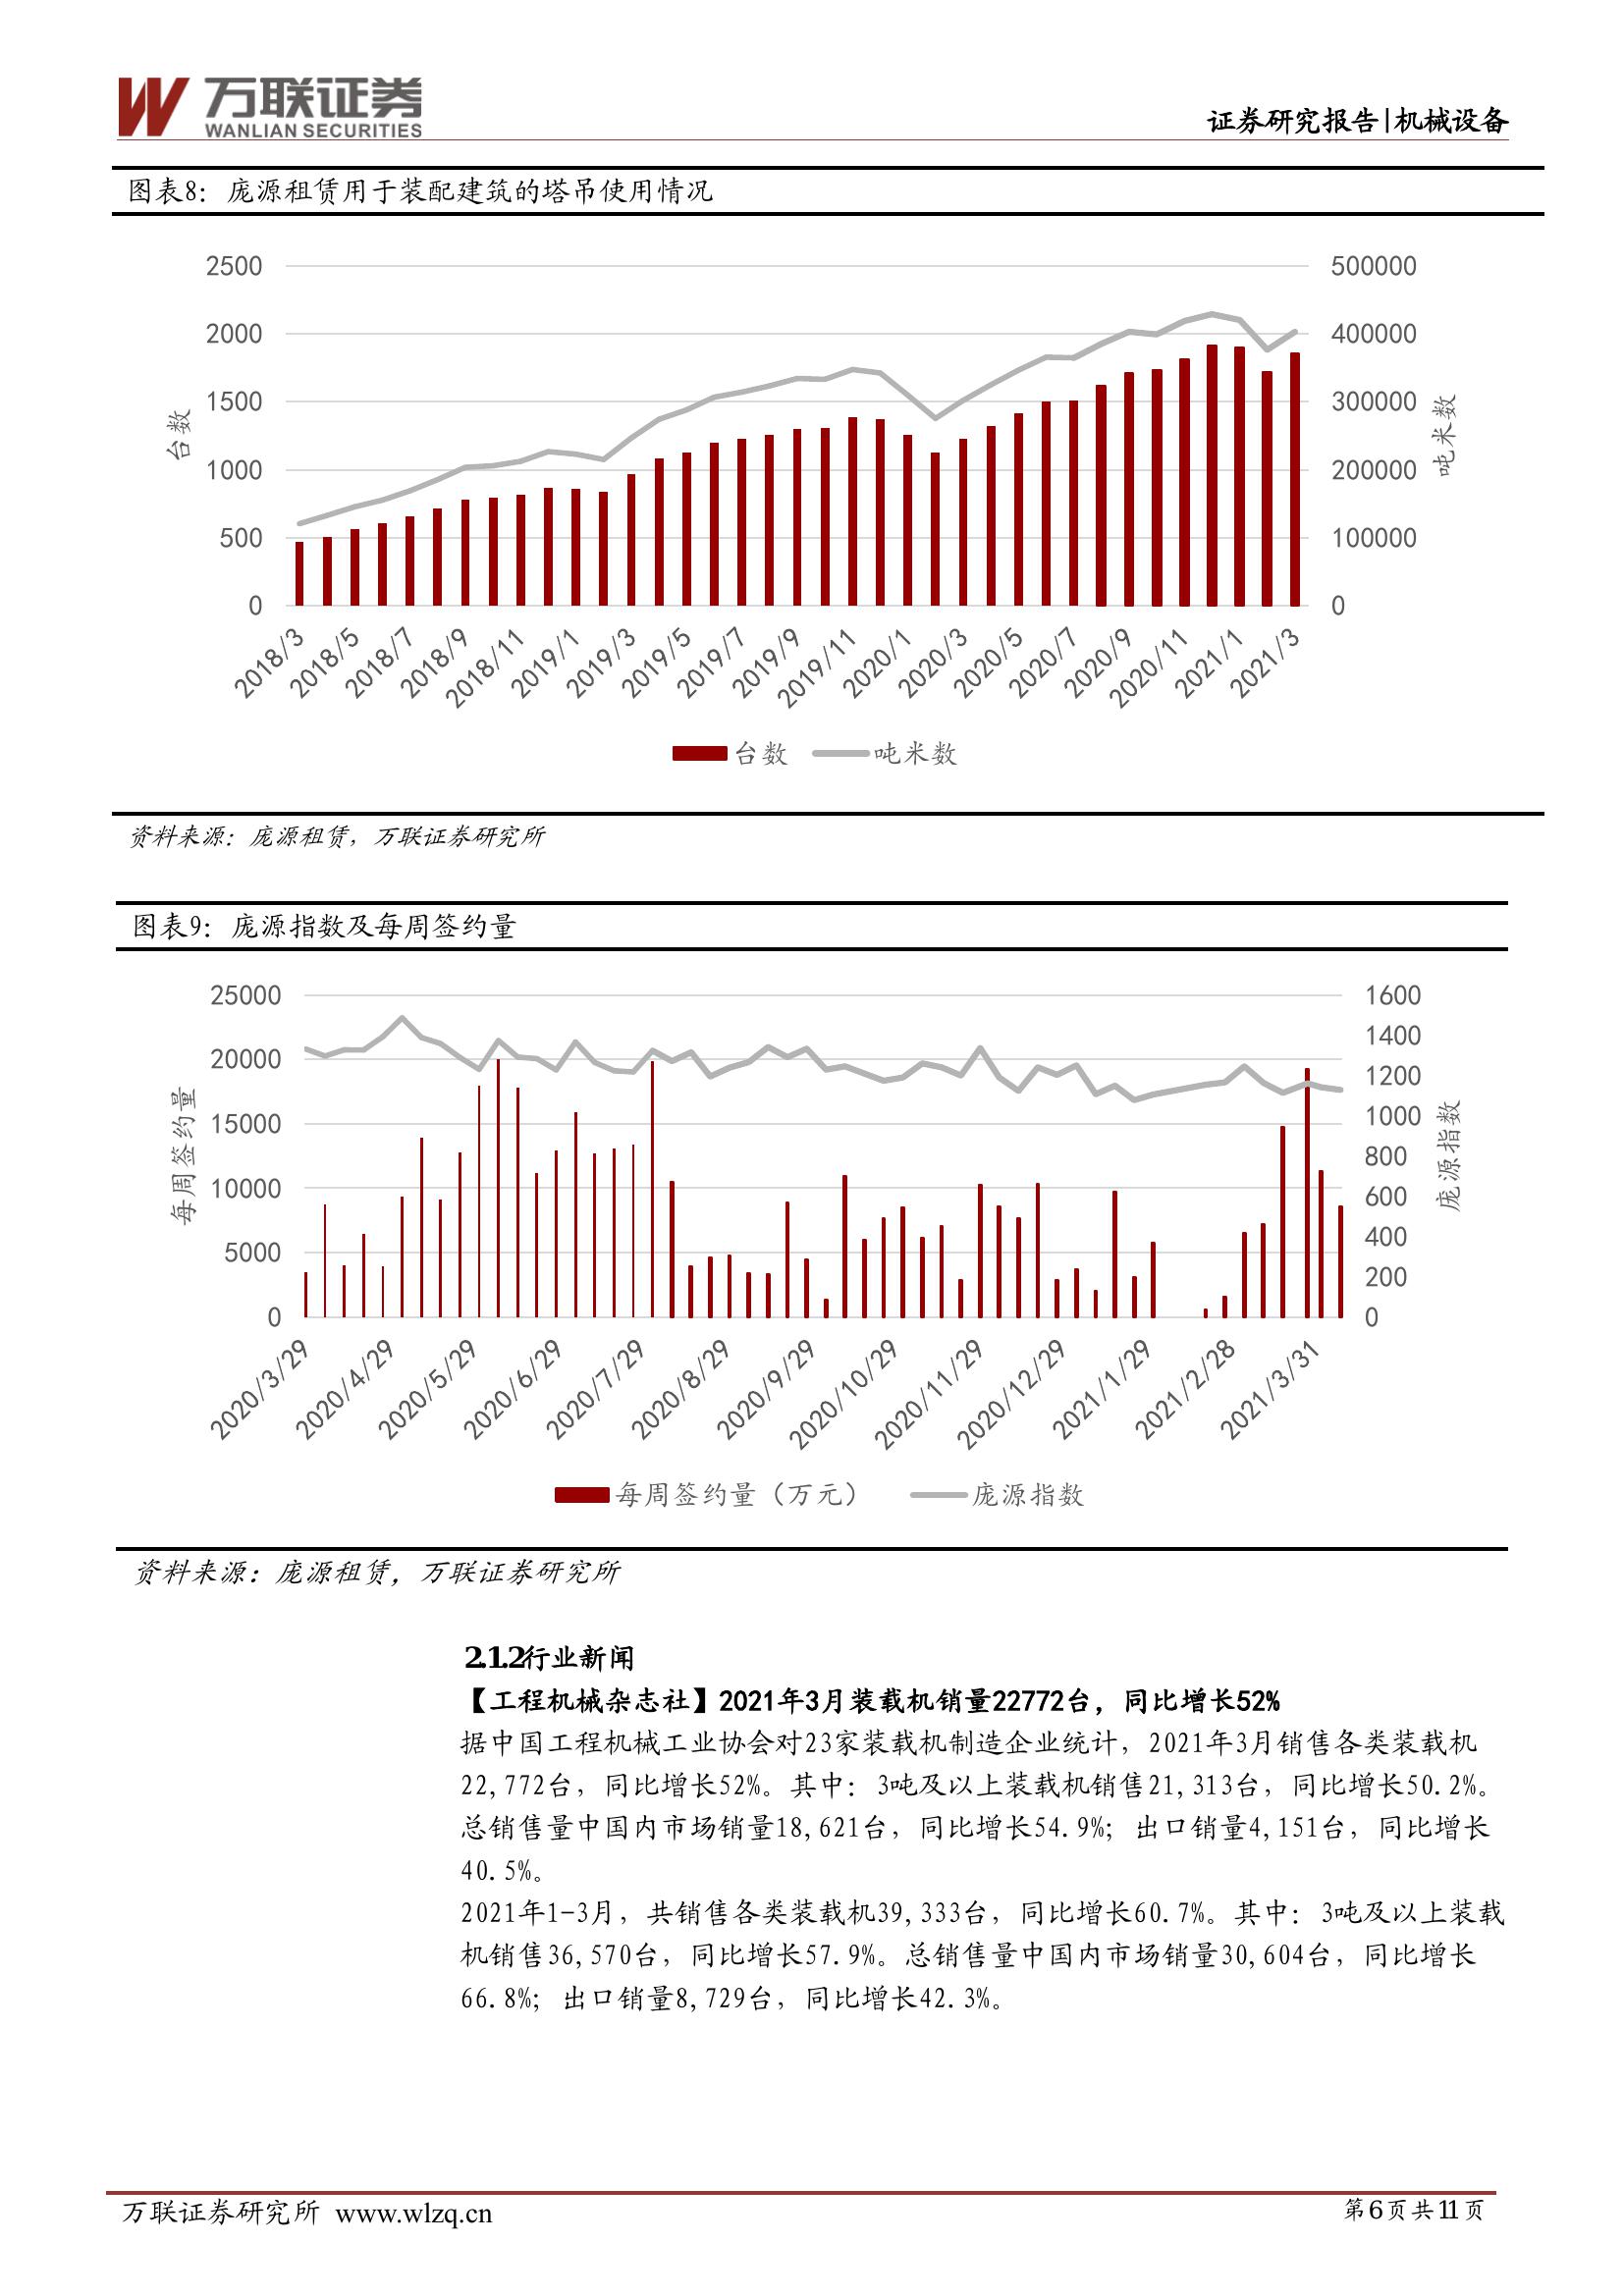 万联证券
WANLIAN SECURITIES
证券研究报告|机械设备
图表8：庞源租赁用于装配建筑的塔吊使用情况
2500
2000
1500
1000
500
0
台数
500000
400000
300000
200000
100000
0
吨米数
2018/3 2018/5 2018/7 2018/9 2018/11 2019/1 2019/3 2019/5 2019/7 2019/9 2019/11 2020/1 2020/3 2020/5 2020/7 2020/9 2020/11 2021/1 2021/3
台数 吨米数
资料来源：庞源租赁，万联证券研究所
图表9：庞源指数及每周签约量
25000
20000
15000
10000
5000
0
每周签约量
1600
1400
1200
1000
800
600
400
200
0
庞源指数
2020/3/29 2020/4/29 2020/5/29 2020/6/29 2020/7/29 2020/8/29 2020/9/29 2020/10/29 2020/11/29 2020/12/29 2021/1/29 2021/2/28 2021/3/31
每周签约量（万元） 庞源指数
资料来源：庞源租赁，万联证券研究所
2.1.2行业新闻
【工程机械杂志社】2021年3月装载机销量22772台，同比增长52%
据中国工程机械工业协会对23家装载机制造企业统计，2021年3月销售各类装载机
22,772台，同比增长52%。其中：3吨及以上装载机销售21,313台，同比增长50.2%。
总销售量中国内市场销量18,621台，同比增长54.9%；出口销量4,151台，同比增长
40.5%。
2021年1-3月，共销售各类装载机39,333台，同比增长60.7%。其中：3吨及以上装载
机销售36,570台，同比增长57.9%。总销售量中国内市场销量30,604台，同比增长
66.8%；出口销量8,729台，同比增长42.3%。
万联证券研究所 www.wlzq.cn
第6页共11页